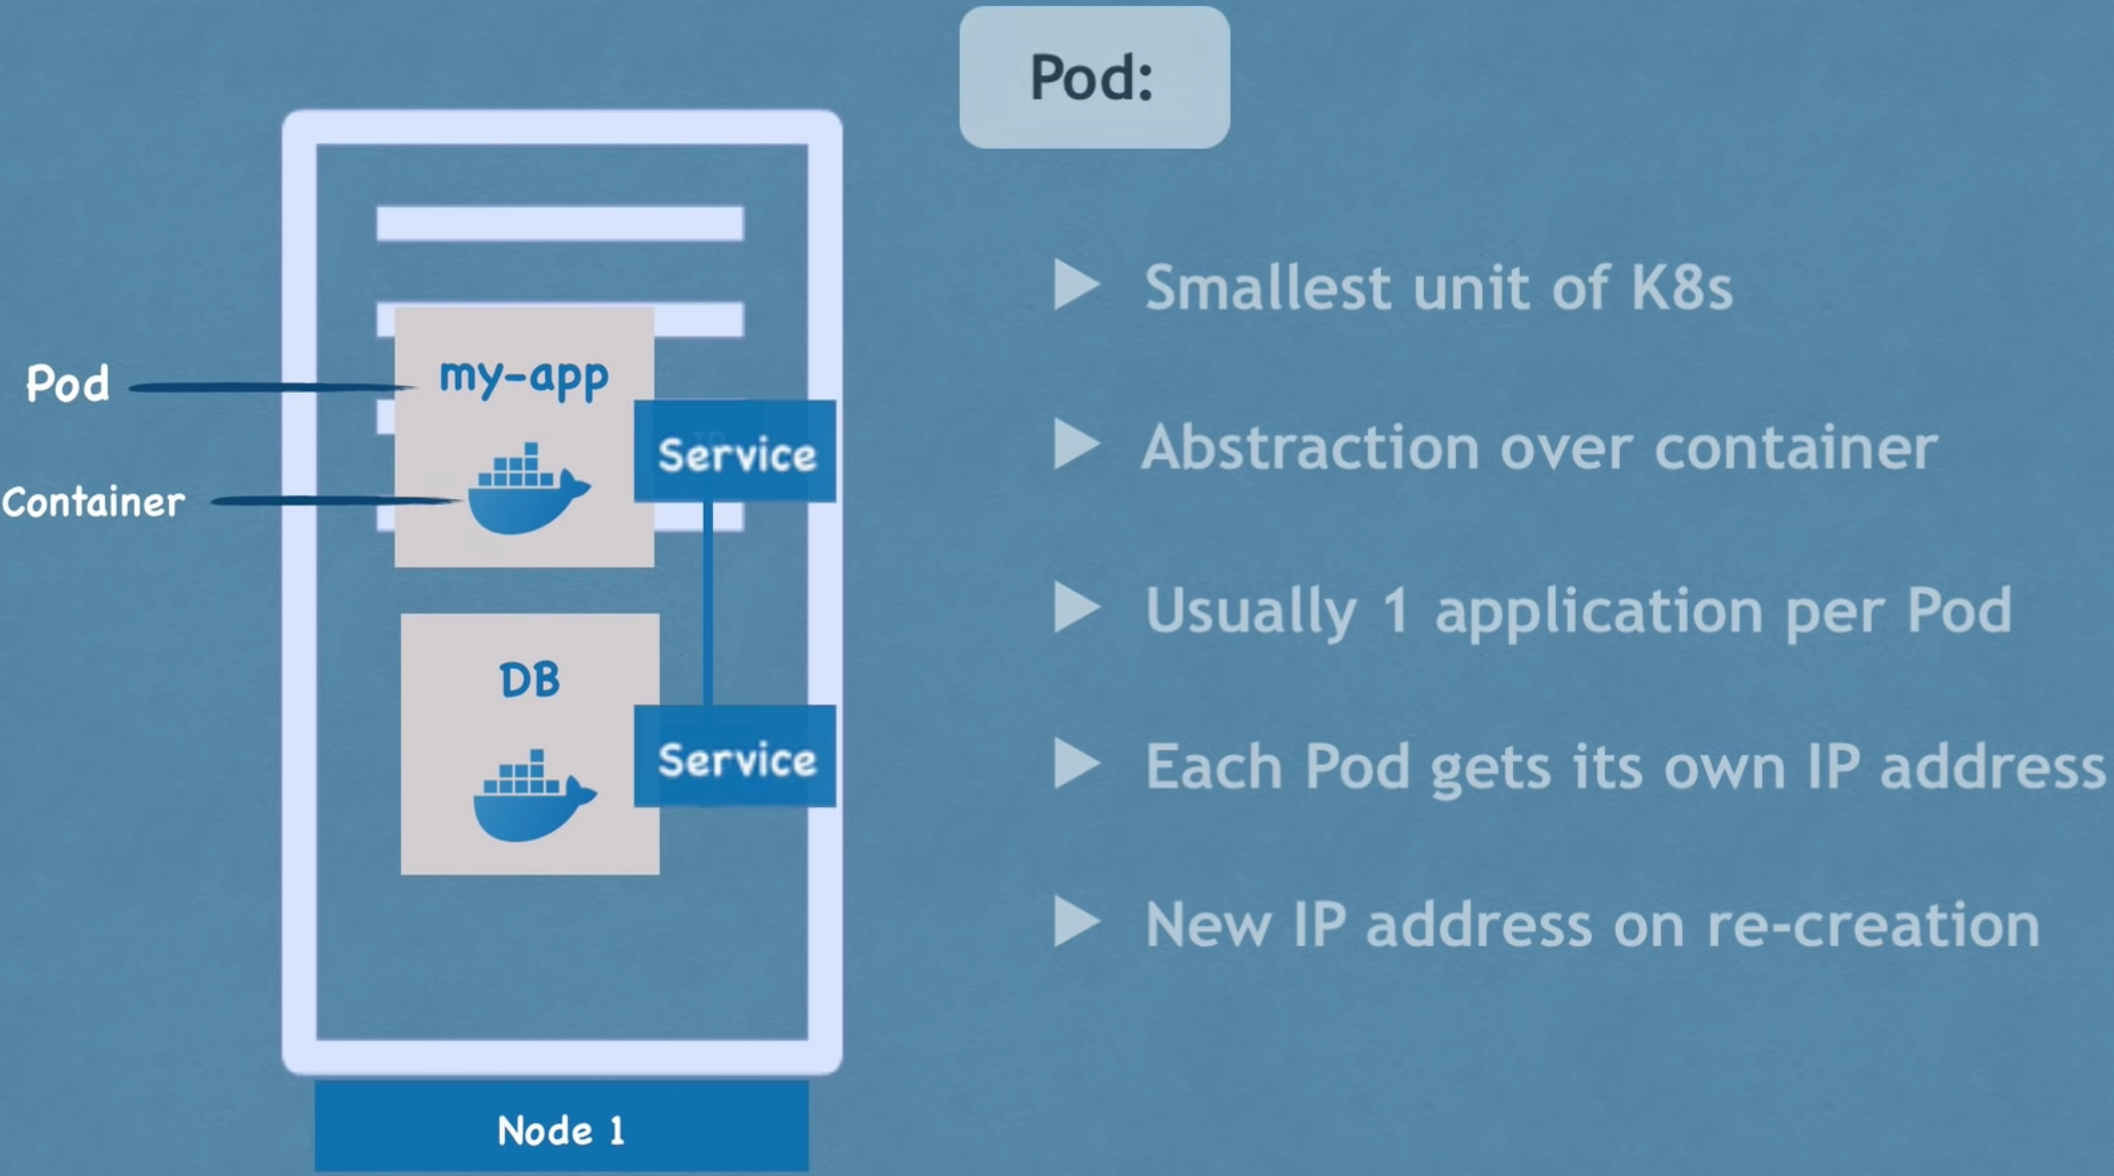 Pod:
Pod
Container
my-app
Service
DB
Service
Node 1
Smallest unit of K8s
Abstraction over container
Usually 1 application per Pod
Each Pod gets its own IP address
New IP address on re-creation